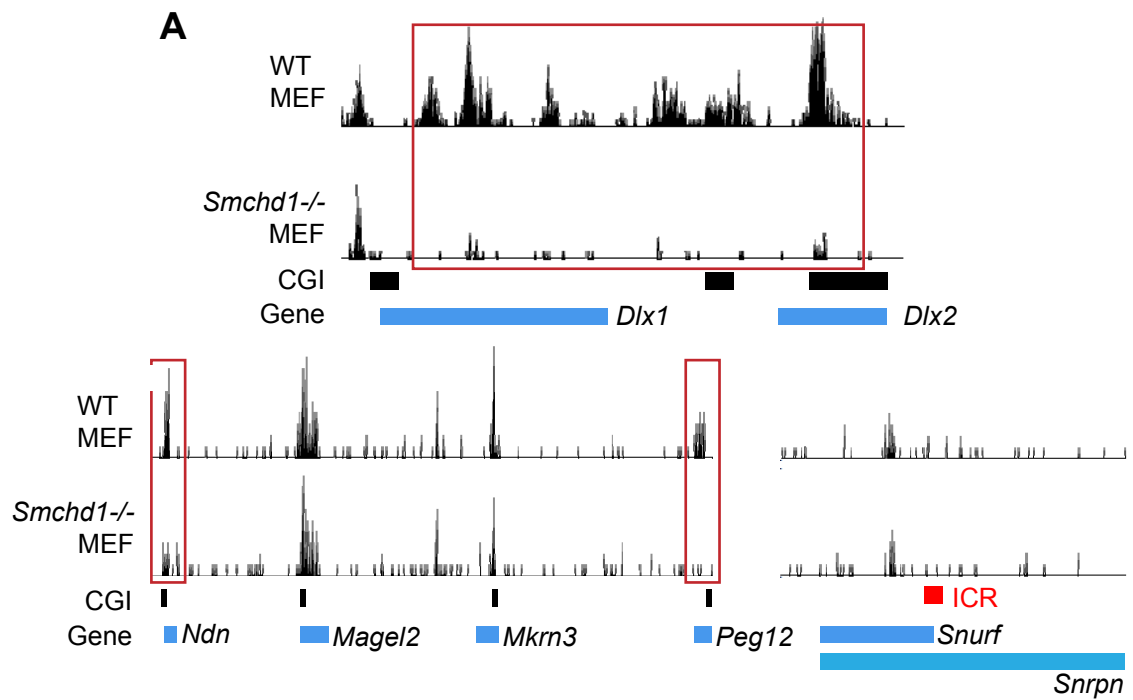 A
WT
MEF
Smchd1-/-
MEF
CGI
Gene
Dlx1
Dlx2
WT
MEF
Smchd1-/-
MEF
CGI
ICR
Gene
Ndn
Magel2
Mkrn3
Peg12
Snurf
Snrpn